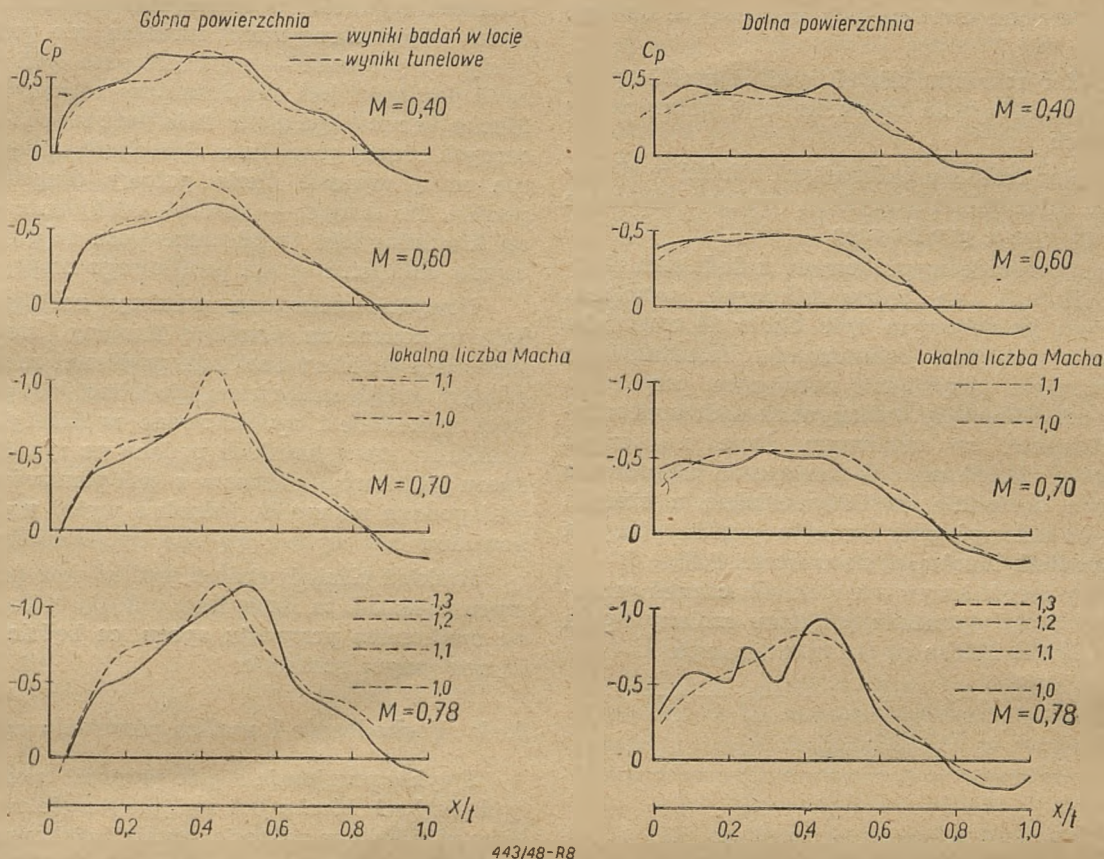 Górna powierzchnia
wyniki badań w locie
wyniki tunelowe
Cp
-0,5
0
M = 0,40
-0,5
0
M = 0,60
lokalna liczba Macha
-1,0
-0,5
0
1,1
1,0
M = 0,70
-1,0
-0,5
0
1,3
1,2
1,1
1,0
M = 0,78
0 0,2 0,4 0,6 0,8 1,0 x/t
Dolna powierzchnia
Cp
-0,5
0
M = 0,40
-0,5
0
M = 0,60
lokalna liczba Macha
-1,0
-0,5
0
1,1
1,0
M = 0,70
-1,0
-0,5
0
1,3
1,2
1,1
1,0
M = 0,78
0 0,2 0,4 0,6 0,8 1,0 x/t
443/48-R8